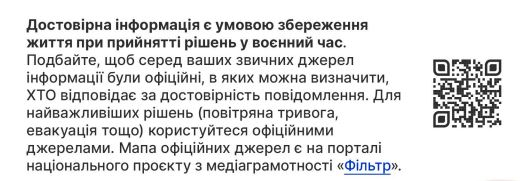 Достовірна інформація є умовою збереження
життя при прийнятті рішень у воєнний час.
Подбайте, щоб серед ваших звичних джерел
інформації були офіційні, в яких можна визначити,
ХТО відповідає за достовірність повідомлення. Для
найважливіших рішень (повітряна тривога,
евакуація тощо) користуйтеся офіційними
джерелами. Мапа офіційних джерел є на порталі
національного проєкту з медіаграмотності «Фільтр».